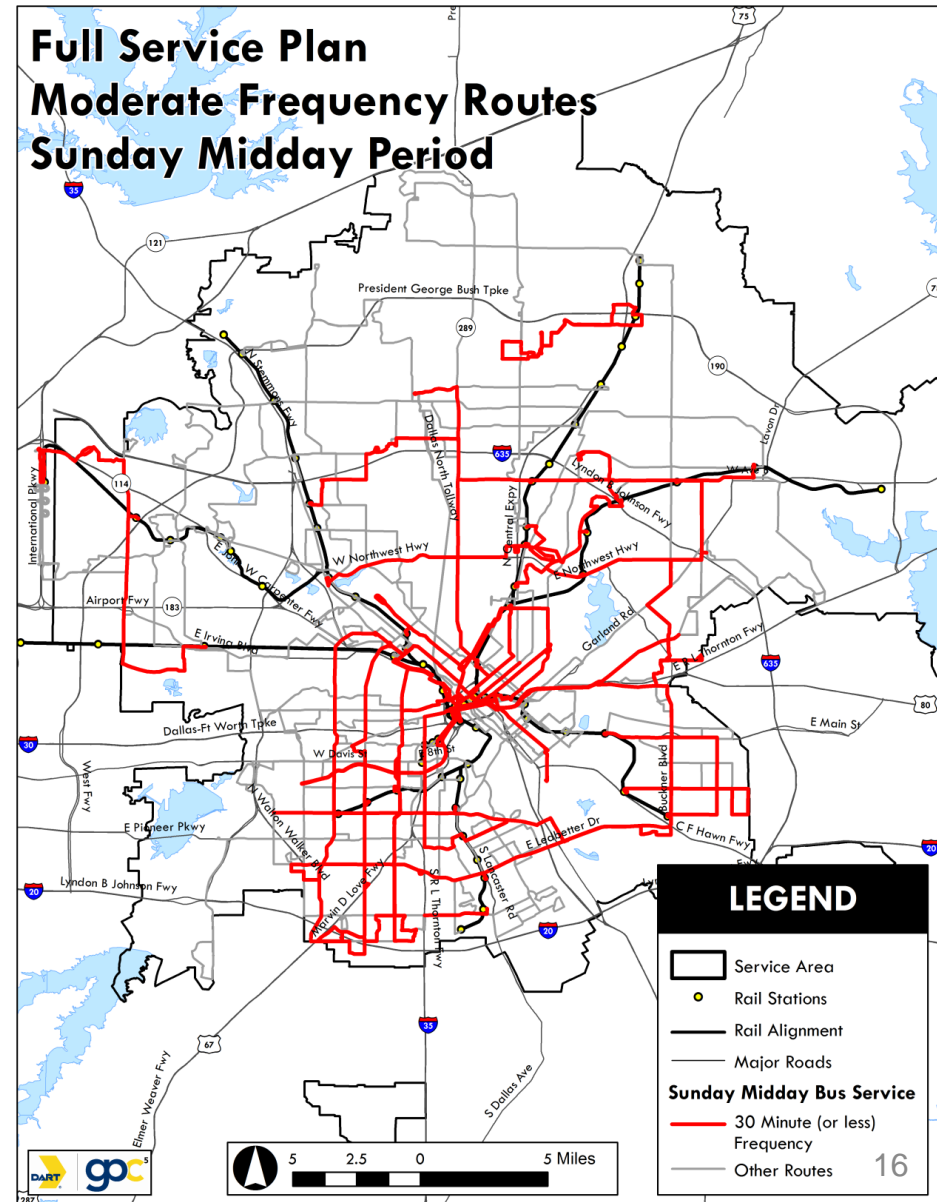 Full Service Plan
Moderate Frequency Routes
Sunday Midday Period
75
35
121
President George Bush Tpke
289
190
N Stemmons Fwy
Dallas North Tollway
Lavon Dr
635
Lyndon B Johnson Fwy
International Pkwy
114
N Central Expy
W Northwest Hwy
E Northwest Hwy
W Carpenter Fwy
Airport Fwy
183
E Irving Blvd
Garland Rd
E R L Thornton Fwy
635
80
Dallas-Ft Worth Tpke
E Main St
30
W Davis St
E 8th St
West Fwy
Buckner Blvd
N Walton Walker Blvd
E Pioneer Pkwy
E Ledbetter Dr
C F Hawn Fwy
20
Lyndon B Johnson Fwy
Marvin D Love Fwy
S R L Thornton Fwy
S Lancaster Rd
20
20
35
67
Elmer Weaver Fwy
S Dallas Ave
287
LEGEND
Service Area
Rail Stations
Rail Alignment
Major Roads
Sunday Midday Bus Service
30 Minute (or less)
Frequency
Other Routes
16
DART
gpc5
5 2.5 0 5 Miles